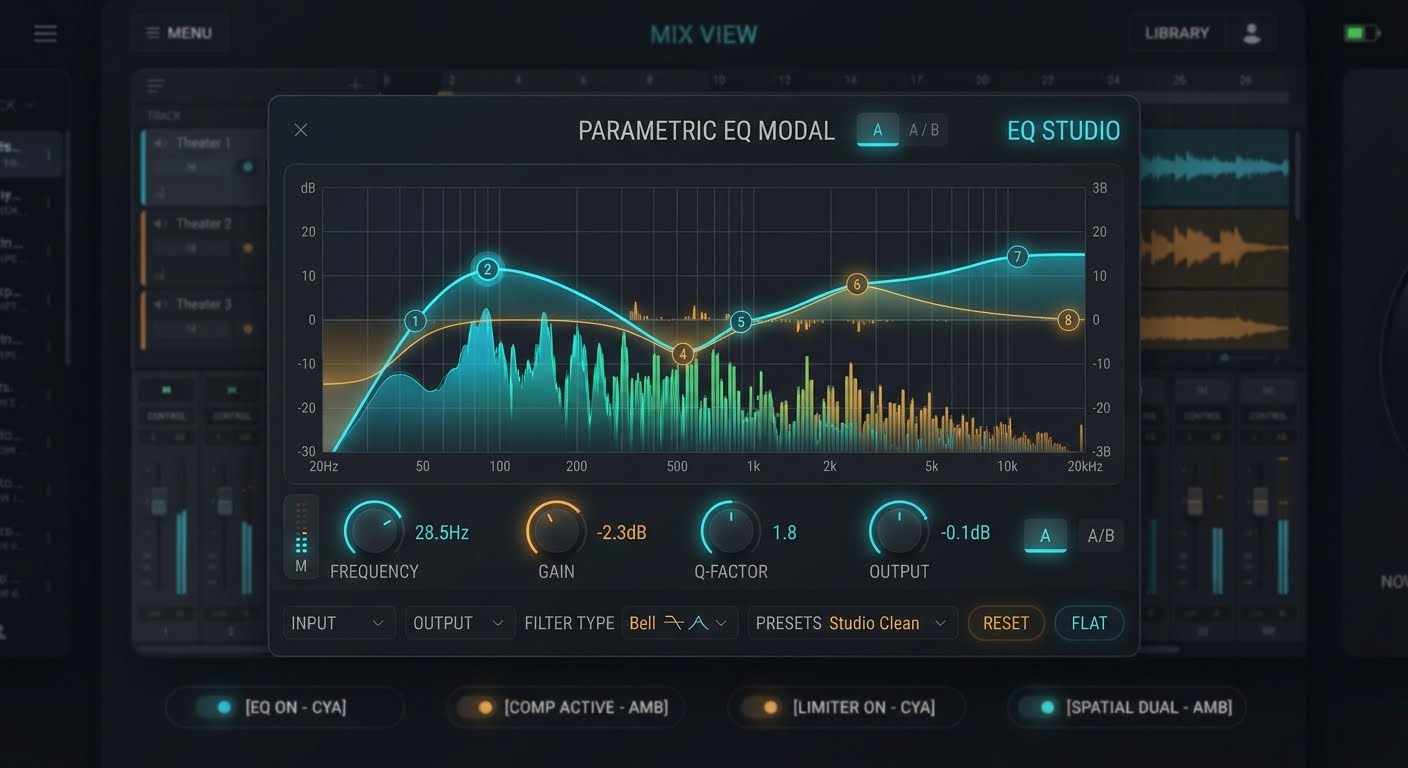 MENU
MIX VIEW
LIBRARY
TRACK
Theater 1
Theater 2
Theater 3
PARAMETRIC EQ MODAL
A
A / B
EQ STUDIO
dB
3B
20
20
10
10
0
0
-10
-10
-20
-20
-30
-3B
1
2
4
5
6
7
8
20Hz 50 100 200 500 1k 2k 5k 10k 20kHz
M
28.5Hz
FREQUENCY
-2.3dB
GAIN
1.8
Q-FACTOR
-0.1dB
OUTPUT
A
A/B
INPUT
OUTPUT
FILTER TYPE Bell
PRESETS Studio Clean
RESET
FLAT
CONTROL
CONTROL
CONTROL
CONTROL
1
2
[EQ ON - CYA]
[COMP ACTIVE - AMB]
[LIMITER ON - CYA]
[SPATIAL DUAL - AMB]